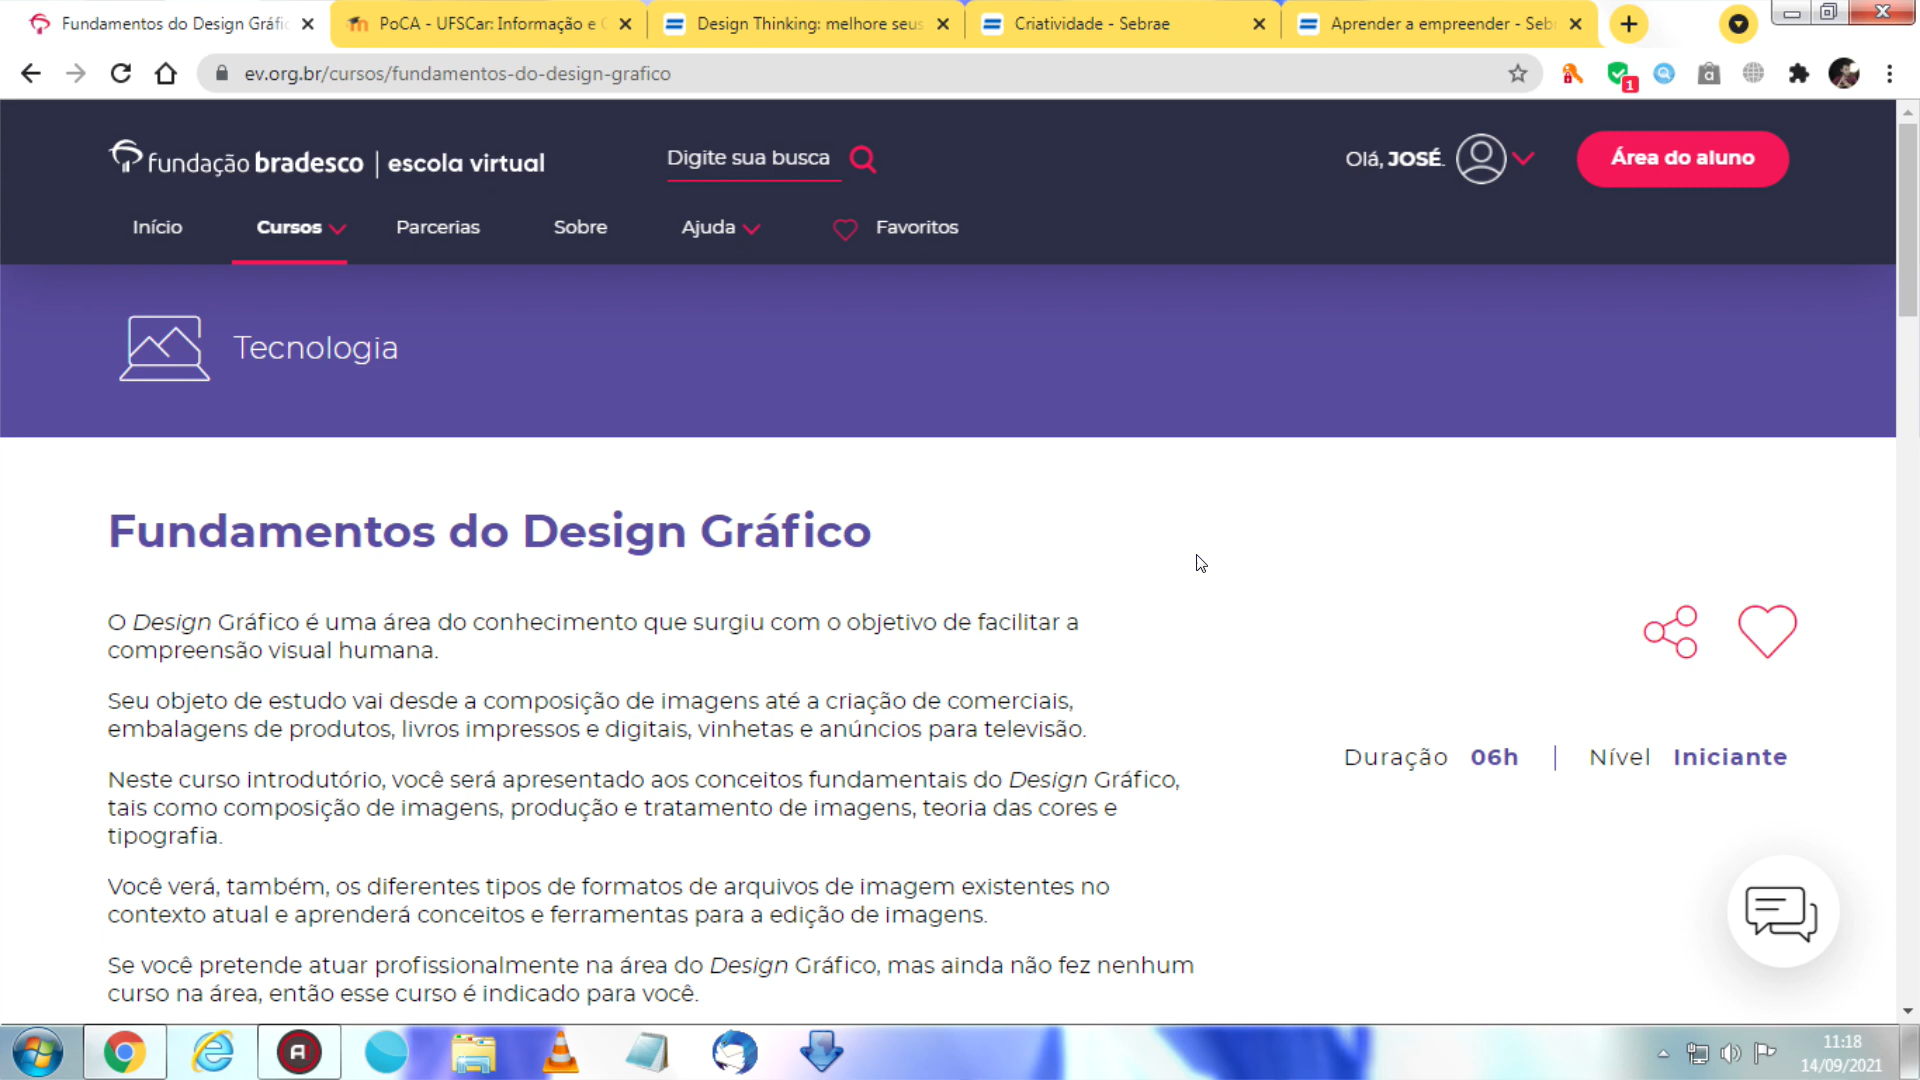 Fundamentos do Design Gráfic
PoCA - UFSCar: Informação e C
Design Thinking: melhore seus
Criatividade - Sebrae
Aprender a empreender - Seb
ev.org.br/cursos/fundamentos-do-design-grafico
1
fundação bradesco | escola virtual
Digite sua busca
Olá, JOSÉ.
Área do aluno
Início
Cursos
Parcerias
Sobre
Ajuda
Favoritos
Tecnologia
Fundamentos do Design Gráfico
O Design Gráfico é uma área do conhecimento que surgiu com o objetivo de facilitar a
compreensão visual humana.
Seu objeto de estudo vai desde a composição de imagens até a criação de comerciais,
embalagens de produtos, livros impressos e digitais, vinhetas e anúncios para televisão.
Duração 06h | Nível Iniciante
Neste curso introdutório, você será apresentado aos conceitos fundamentais do Design Gráfico,
tais como composição de imagens, produção e tratamento de imagens, teoria das cores e
tipografia.
Você verá, também, os diferentes tipos de formatos de arquivos de imagem existentes no
contexto atual e aprenderá conceitos e ferramentas para a edição de imagens.
Se você pretende atuar profissionalmente na área do Design Gráfico, mas ainda não fez nenhum
curso na área, então esse curso é indicado para você.
11:18
14/09/2021